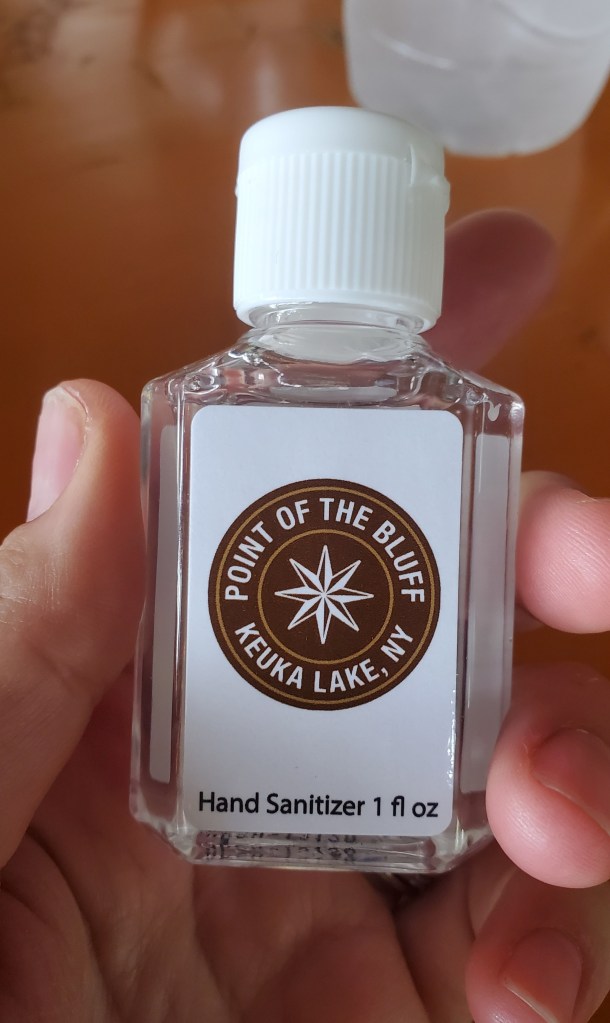 POINT OF THE BLUFF
KEUKA LAKE, NY
Hand Sanitizer 1 fl oz